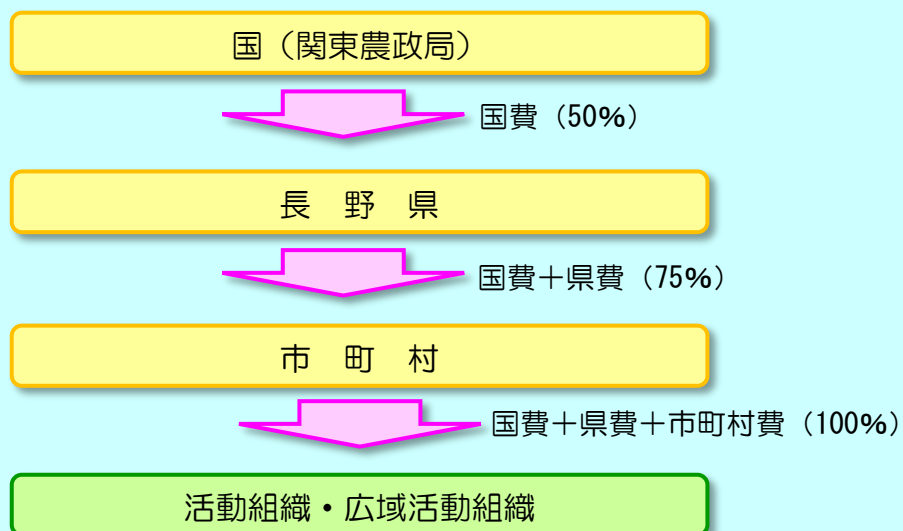 国（関東農政局）
国費（50%）
長　野　県
国費＋県費（75%）
市　町　村
国費＋県費＋市町村費（100%）
活動組織・広域活動組織